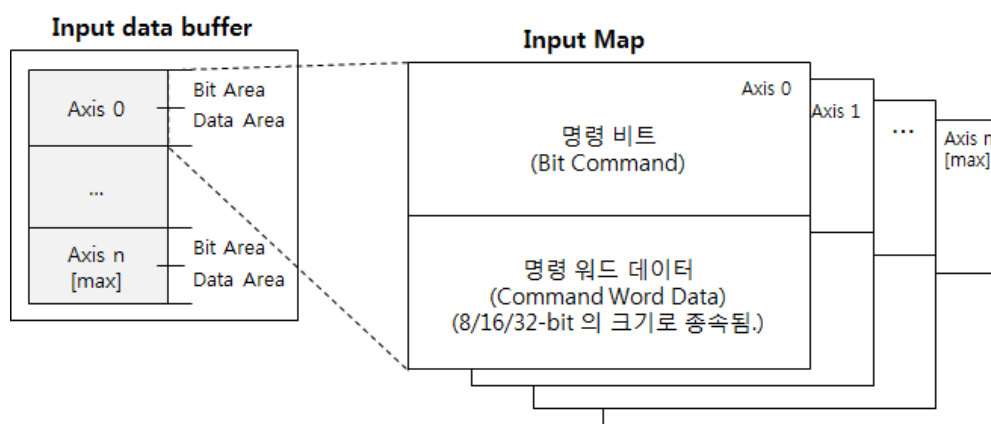 Input data buffer
Axis 0
Bit Area
Data Area
...
Axis n
[max]
Bit Area
Data Area
Input Map
Axis 0
명령 비트
(Bit Command)
명령 워드 데이터
(Command Word Data)
(8/16/32-bit 의 크기로 종속됨.)
Axis 1
...
Axis n
[max]